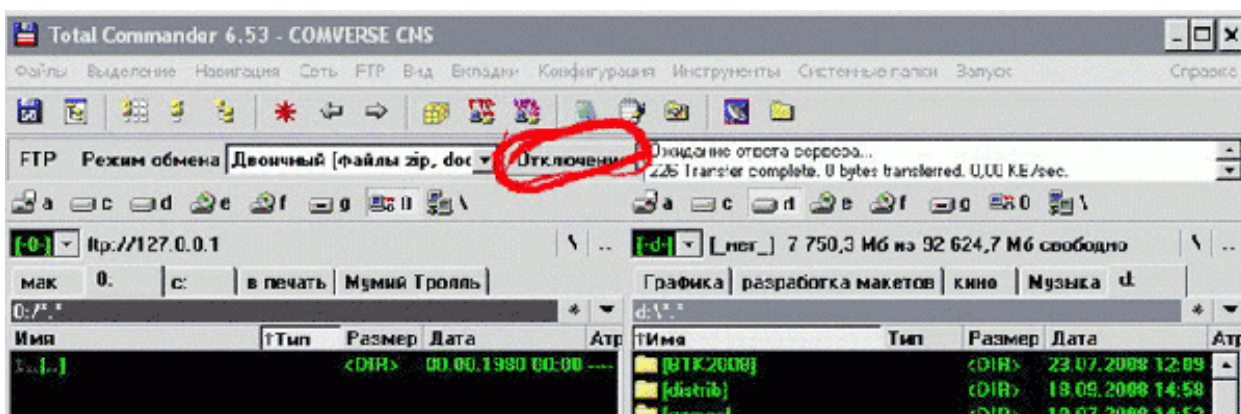 Total Commander 6.53 - COMVERSE CNS
Файлы Выделение Навигация Сеть FTP Вид Вкладки Конфигурация Инструменты Системные папки Запуск Справка
FTP Режим обмена Двоичный (файлы zip, doc Отключение Ожидание ответа сервера...
226 Transfer complete. 0 bytes transferred. 0,00 KB/sec.
a c d e f g 0 \ a c d e f g 0 \
[-0-] ftp://127.0.0.1 \ .. [-d-] [_нет_] 7 750,3 Мб из 92 624,7 Мб свободно \ ..
мак 0: c: в печать Мумий Тролль Графика разработка макетов кино Музыка d:
0:/*.* * d:\*.* *
Имя ↑Тип Размер Дата Атр ↑Имя Тип Размер Дата Атр
[..] <DIR> 00.00.1980 00:00 ---- [BTK2008] <DIR> 23.07.2008 12:09
[distrib] <DIR> 18.09.2008 14:58